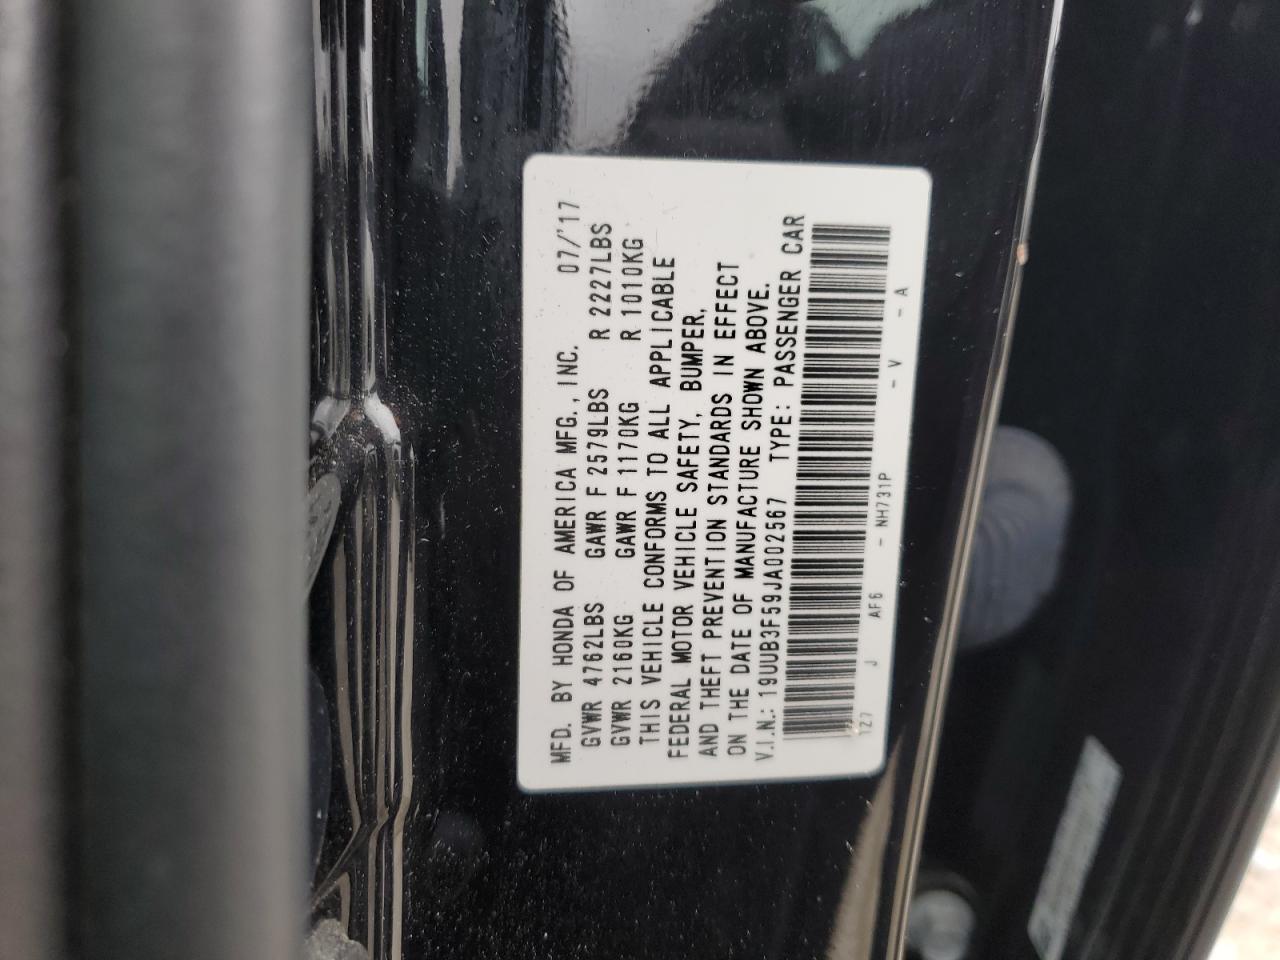 MFD. BY HONDA OF AMERICA MFG., INC. 07/'17
GVWR 4762LBS GAWR F 2579LBS R 2227LBS
GVWR 2160KG GAWR F 1170KG R 1010KG
THIS VEHICLE CONFORMS TO ALL APPLICABLE
FEDERAL MOTOR VEHICLE SAFETY, BUMPER,
AND THEFT PREVENTION STANDARDS IN EFFECT
ON THE DATE OF MANUFACTURE SHOWN ABOVE.
V.I.N.: 19UUB3F59JA002567 TYPE: PASSENGER CAR
1Z7 J AF6 - NH731P - V - A